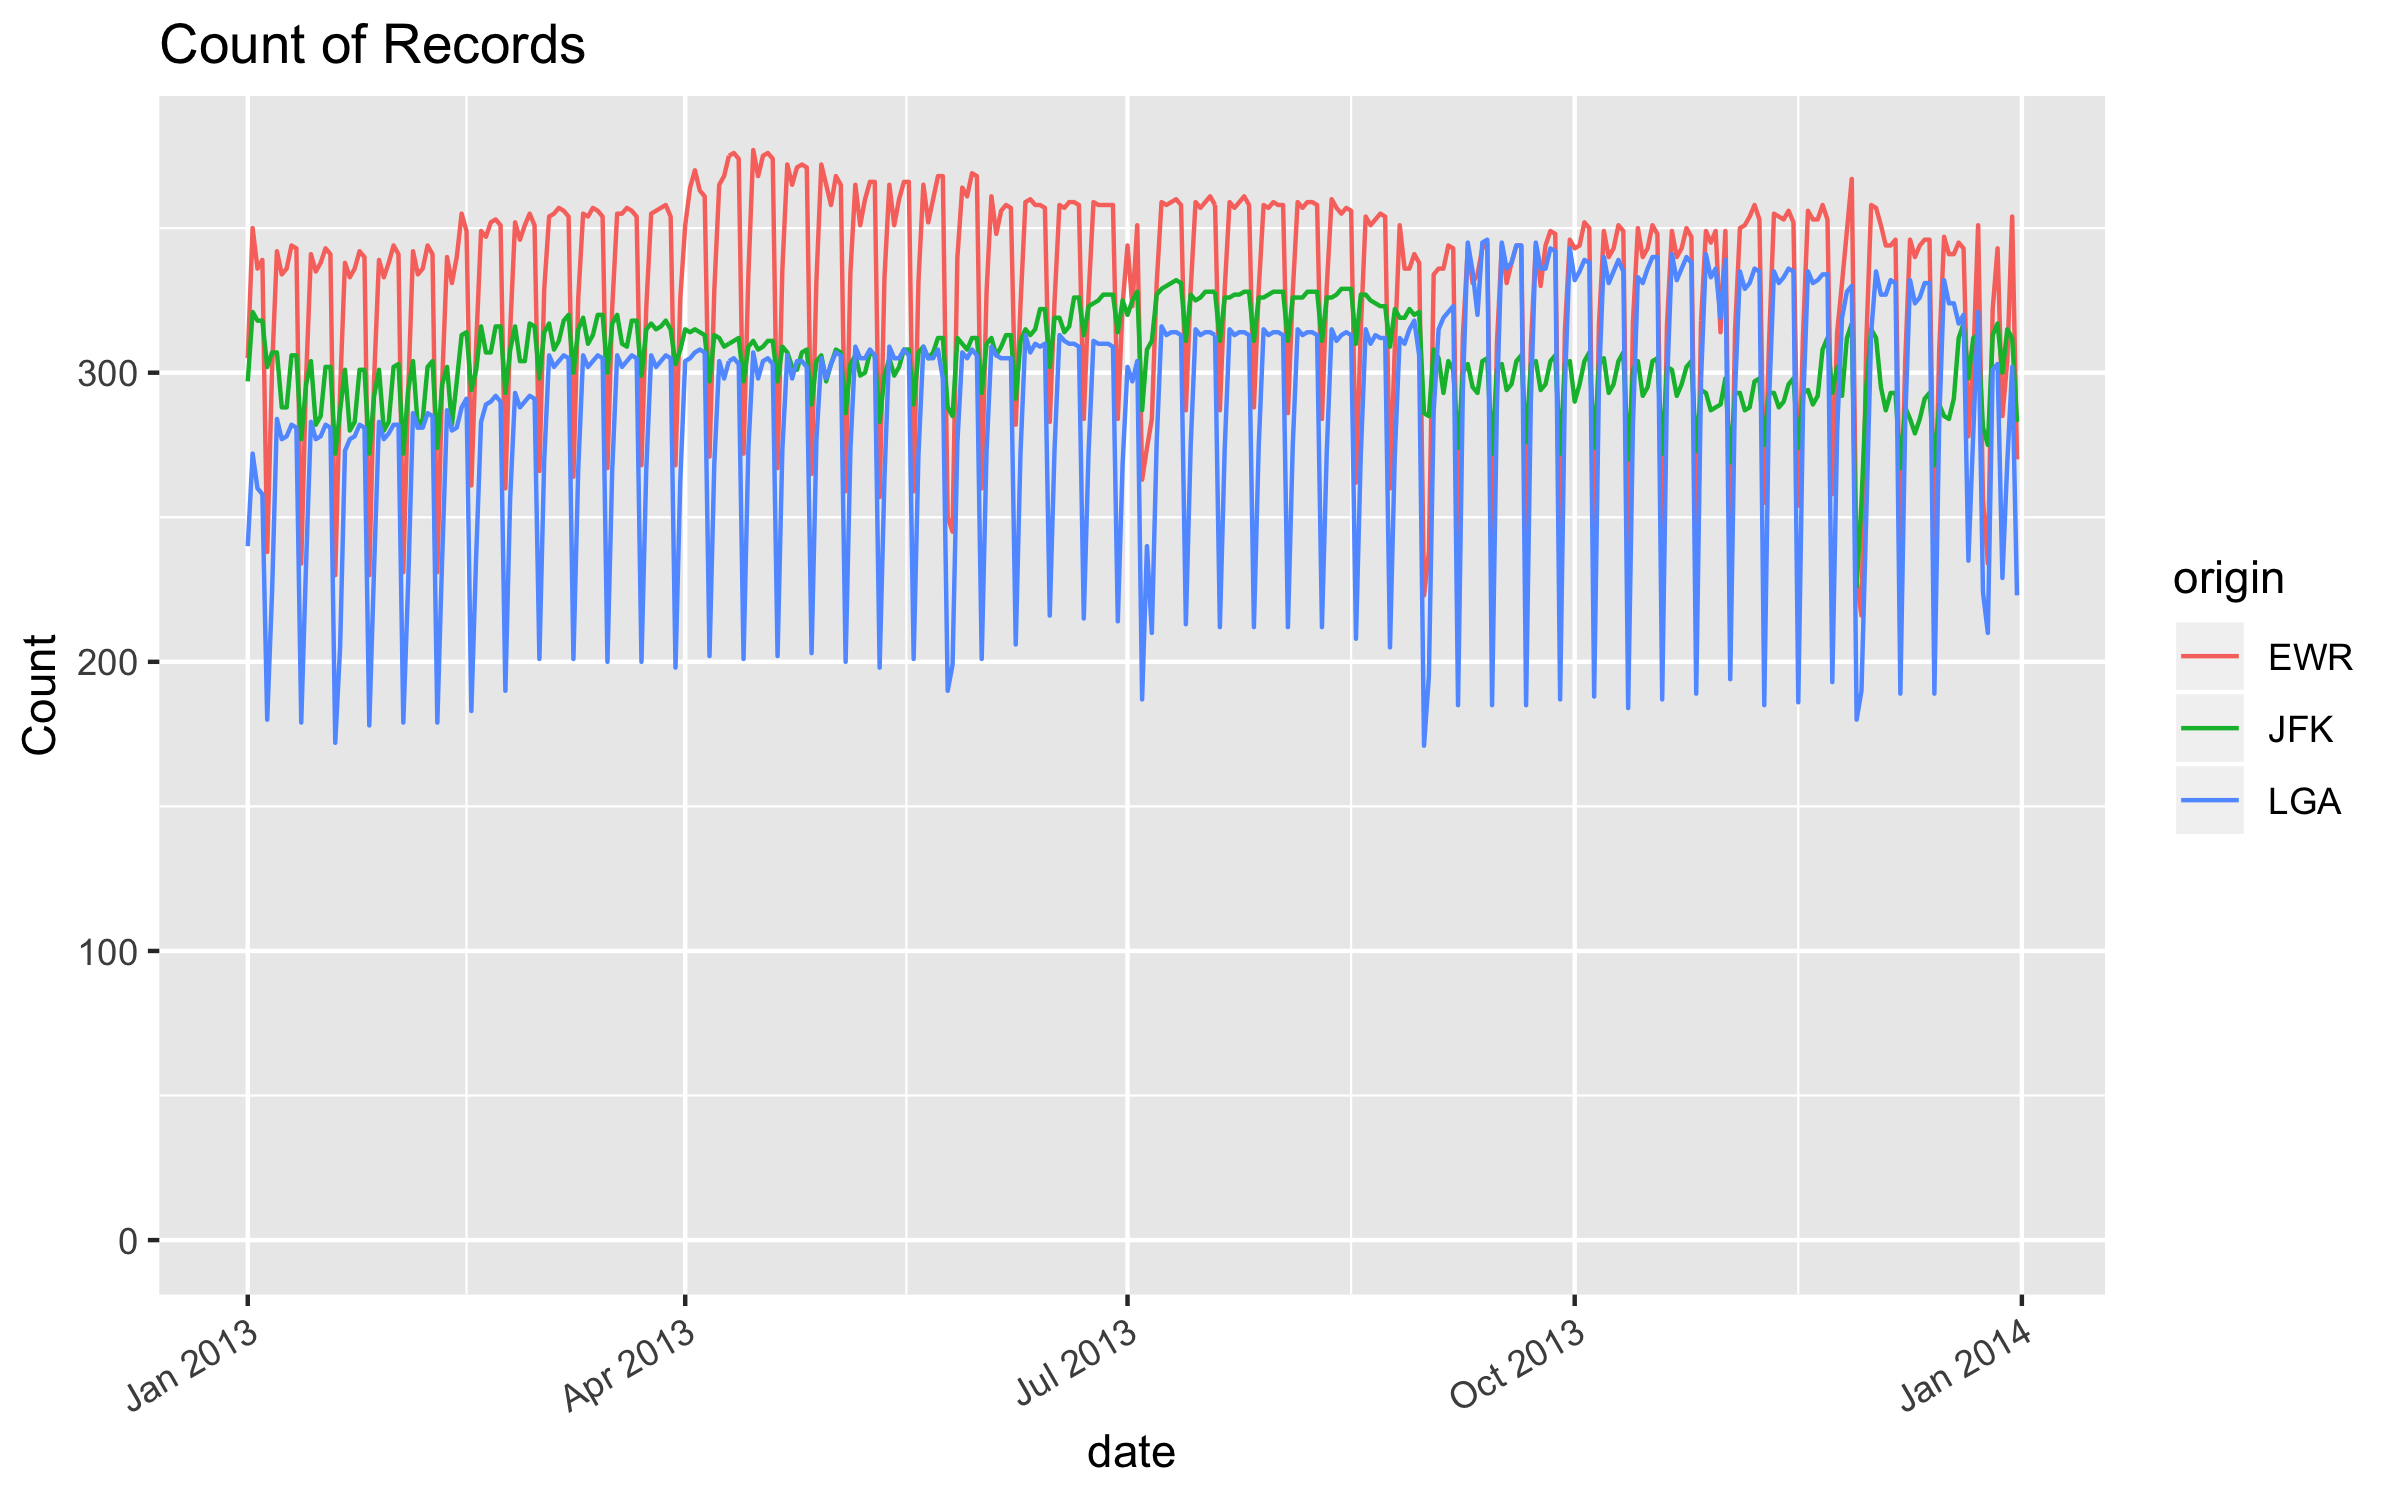 Count of Records
Count
300
200
100
0
Jan 2013
Apr 2013
Jul 2013
Oct 2013
Jan 2014
date
origin
EWR
JFK
LGA